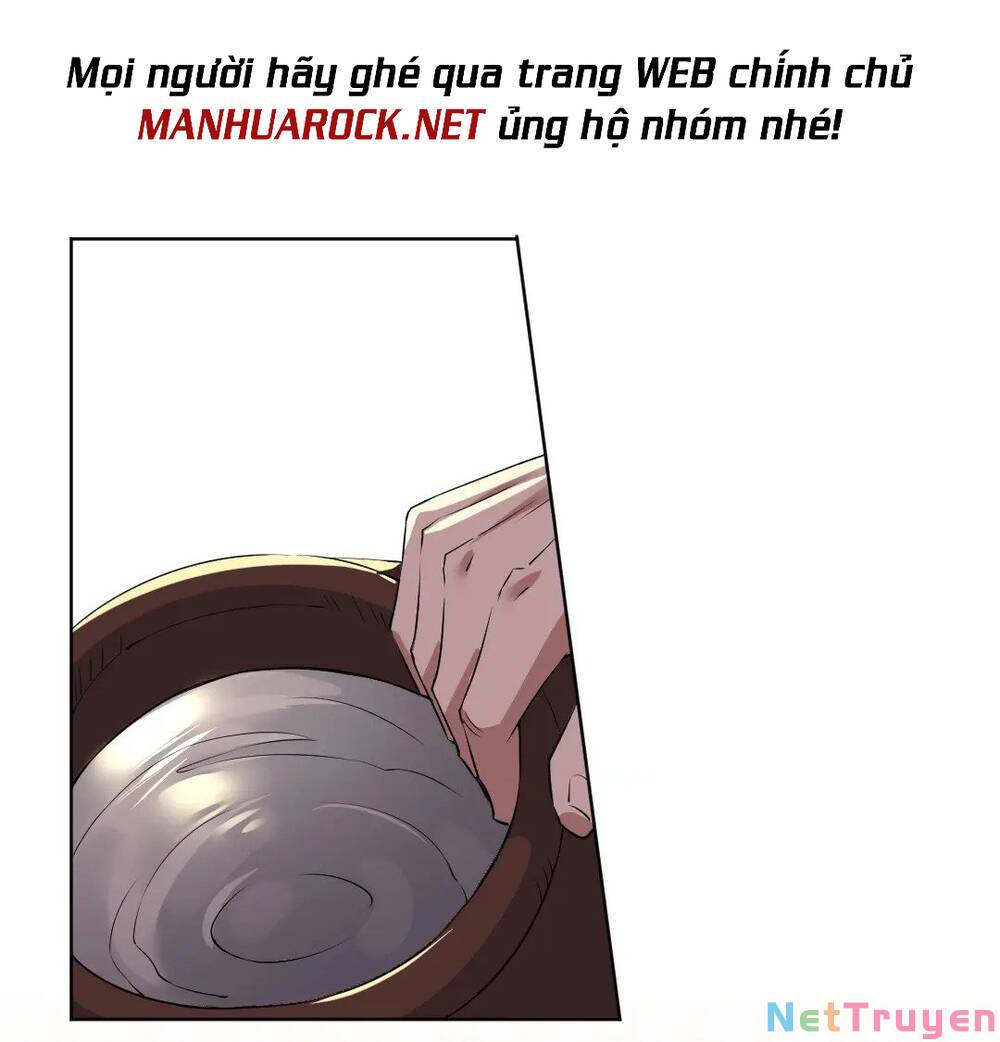 Mọi người hãy ghé qua trang WEB chính chủ
MANHUAROCK.NET ủng hộ nhóm nhé!
NetTruyen